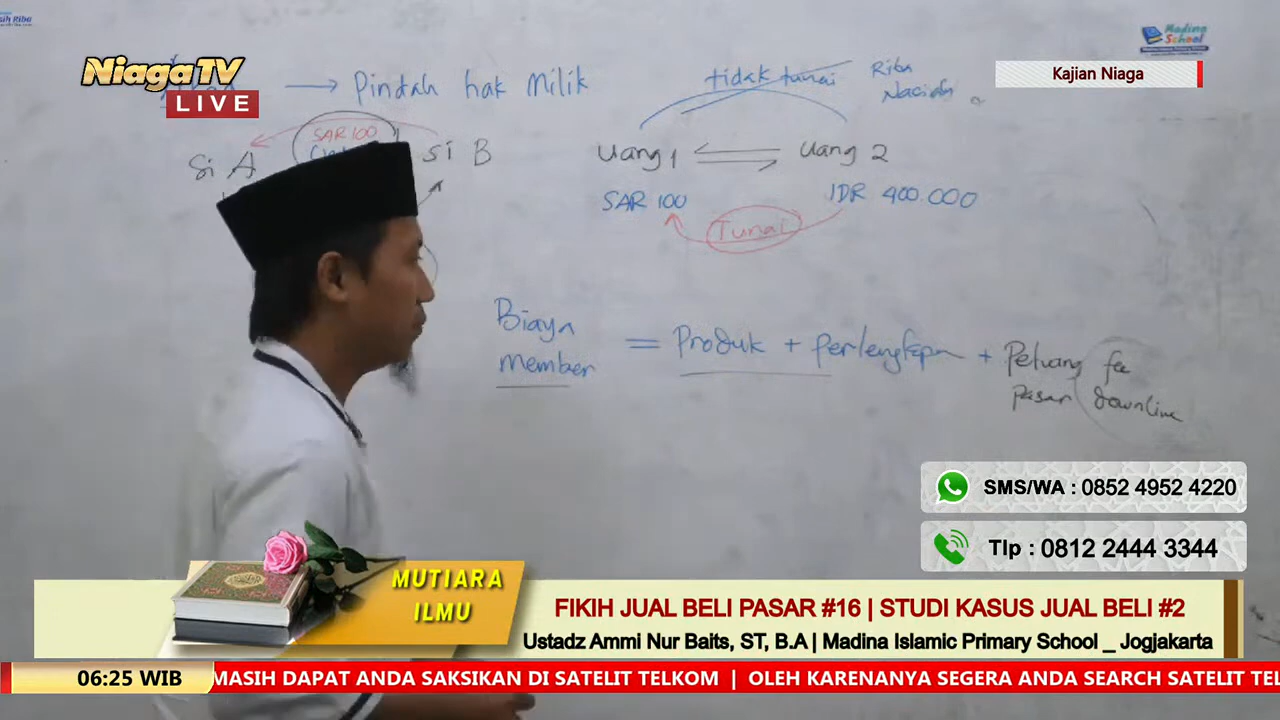 NiagaTV
LIVE
Madina
School
Kajian Niaga
→ Pindah hak Milik
tidak tunai
Riba
SAR 100
Si A
si B
Uang 1
Uang 2
SAR 100
IDR 400.000
Tunai
Biaya
member
= Produk + perlengkapan + Peluang
pasar
fee
downline
SMS/WA : 0852 4952 4220
Tlp : 0812 2444 3344
MUTIARA
ILMU
FIKIH JUAL BELI PASAR #16 | STUDI KASUS JUAL BELI #2
Ustadz Ammi Nur Baits, ST, B.A | Madina Islamic Primary School _ Jogjakarta
06:25 WIB
MASIH DAPAT ANDA SAKSIKAN DI SATELIT TELKOM | OLEH KARENANYA SEGERA ANDA SEARCH SATELIT TEL